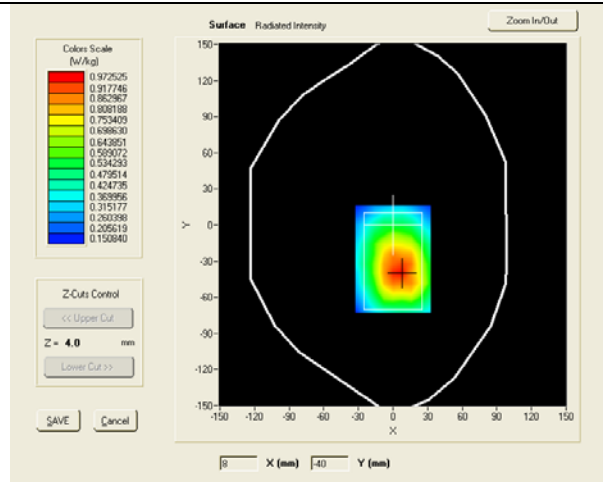 Surface Radiated Intensity
Zoom In/Out
Colors Scale
(W/kg)
0.972525
0.917746
0.862967
0.808188
0.753409
0.698630
0.643851
0.589072
0.534293
0.479514
0.424735
0.369956
0.315177
0.260398
0.205619
0.150840
150-
120-
90-
60-
30-
0-
-30-
-60-
-90-
-120-
-150-
Y
-150 -120 -90 -60 -30 0 30 60 90 120 150
X
Z-Cuts Control
<< Upper Cut
Z = 4.0 mm
Lower Cut >>
SAVE Cancel
8 X (mm) -40 Y (mm)